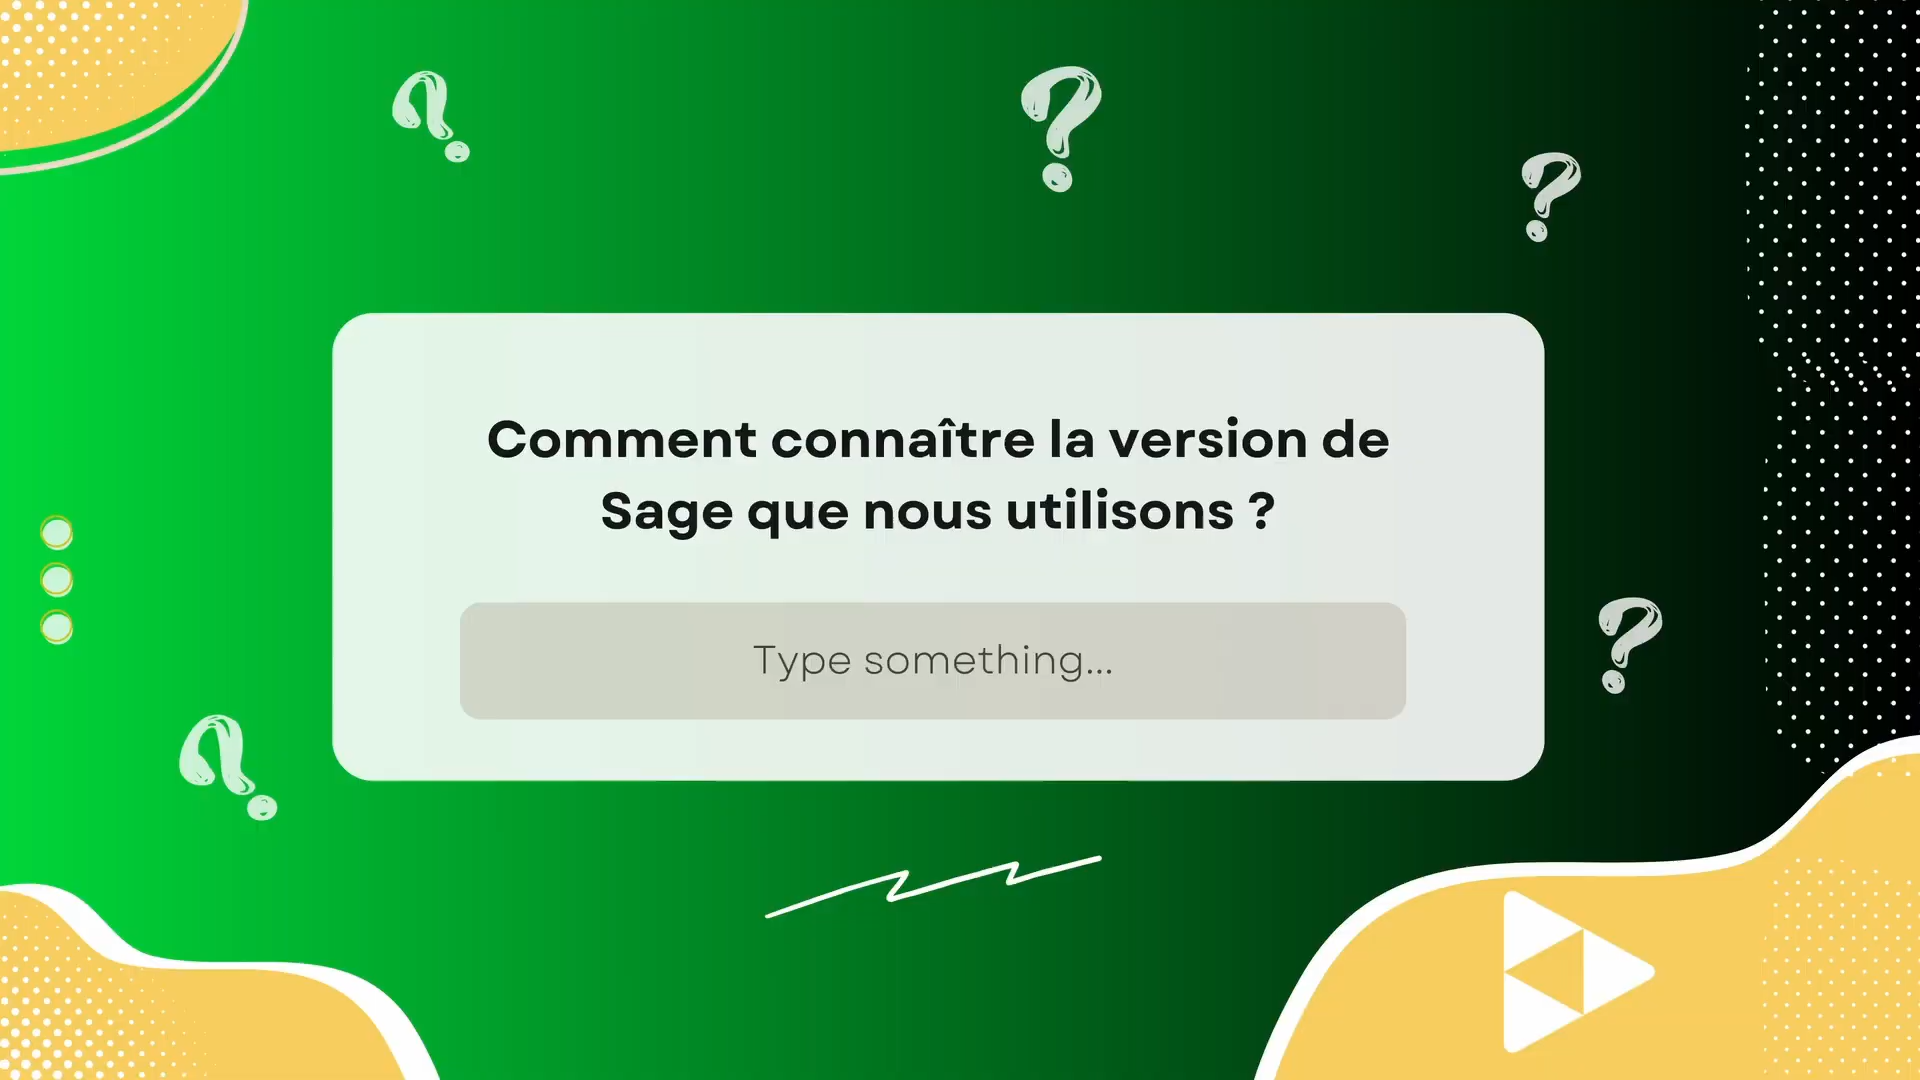 Comment connaître la version de
Sage que nous utilisons ?
Type something...